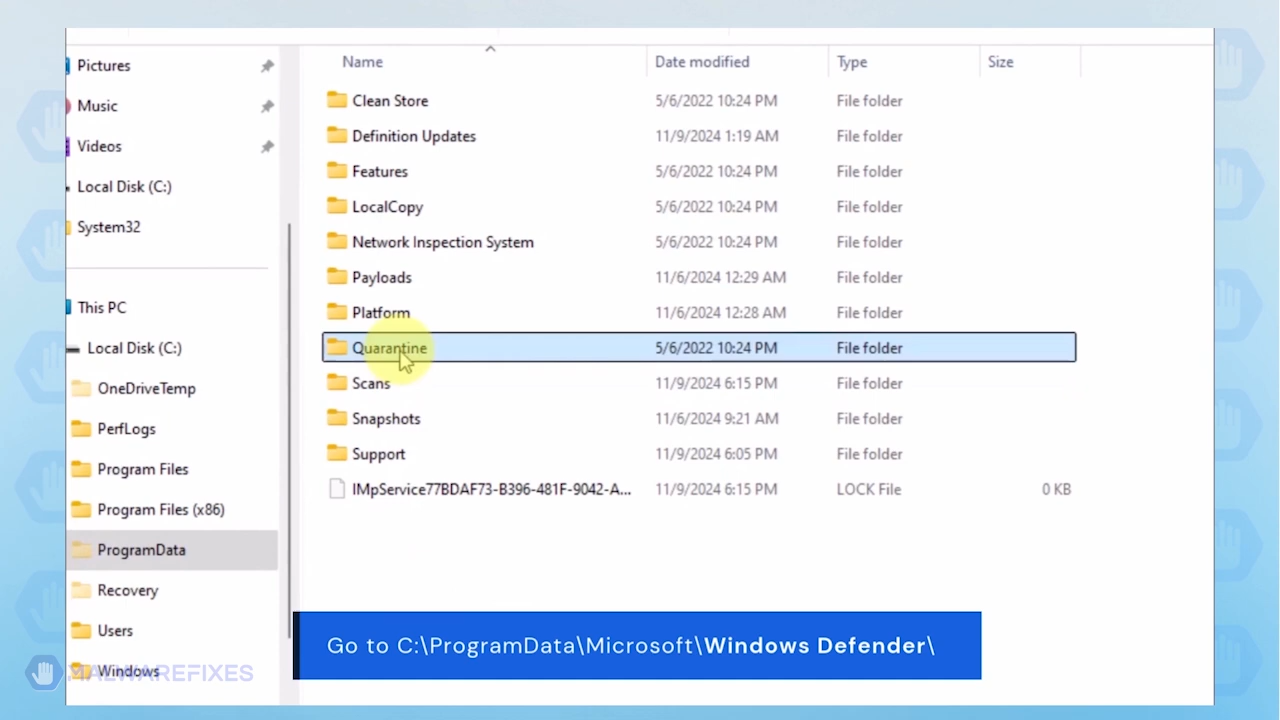 Pictures
Music
Videos
Local Disk (C:)
System32
This PC
Local Disk (C:)
OneDriveTemp
PerfLogs
Program Files
Program Files (x86)
ProgramData
Recovery
Users
Windows
MALWAREFIXES
Name Date modified Type Size
Clean Store 5/6/2022 10:24 PM File folder
Definition Updates 11/9/2024 1:19 AM File folder
Features 5/6/2022 10:24 PM File folder
LocalCopy 5/6/2022 10:24 PM File folder
Network Inspection System 5/6/2022 10:24 PM File folder
Payloads 11/6/2024 12:29 AM File folder
Platform 11/6/2024 12:28 AM File folder
Quarantine 5/6/2022 10:24 PM File folder
Scans 11/9/2024 6:15 PM File folder
Snapshots 11/6/2024 9:21 AM File folder
Support 11/9/2024 6:05 PM File folder
IMpService77BDAF73-B396-481F-9042-A... 11/9/2024 6:15 PM LOCK File 0 KB
Go to C:\ProgramData\Microsoft\Windows Defender\